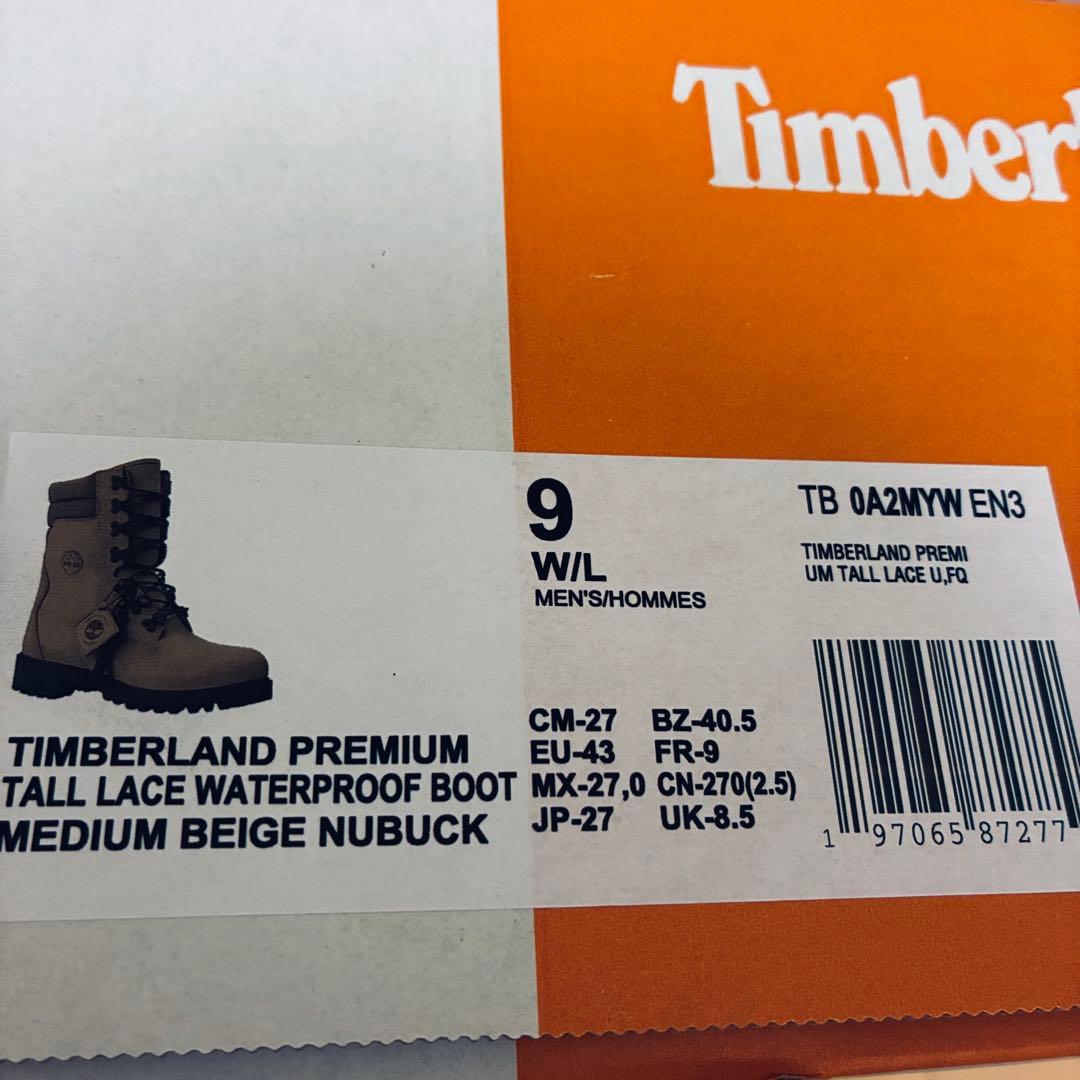 Timber
9
W/L
MEN'S/HOMMES
TB 0A2MYW EN3
TIMBERLAND PREMI
UM TALL LACE U,FQ
TIMBERLAND PREMIUM
TALL LACE WATERPROOF BOOT
MEDIUM BEIGE NUBUCK
CM-27 BZ-40.5
EU-43 FR-9
MX-27,0 CN-270(2.5)
JP-27 UK-8.5
1 97065 87277